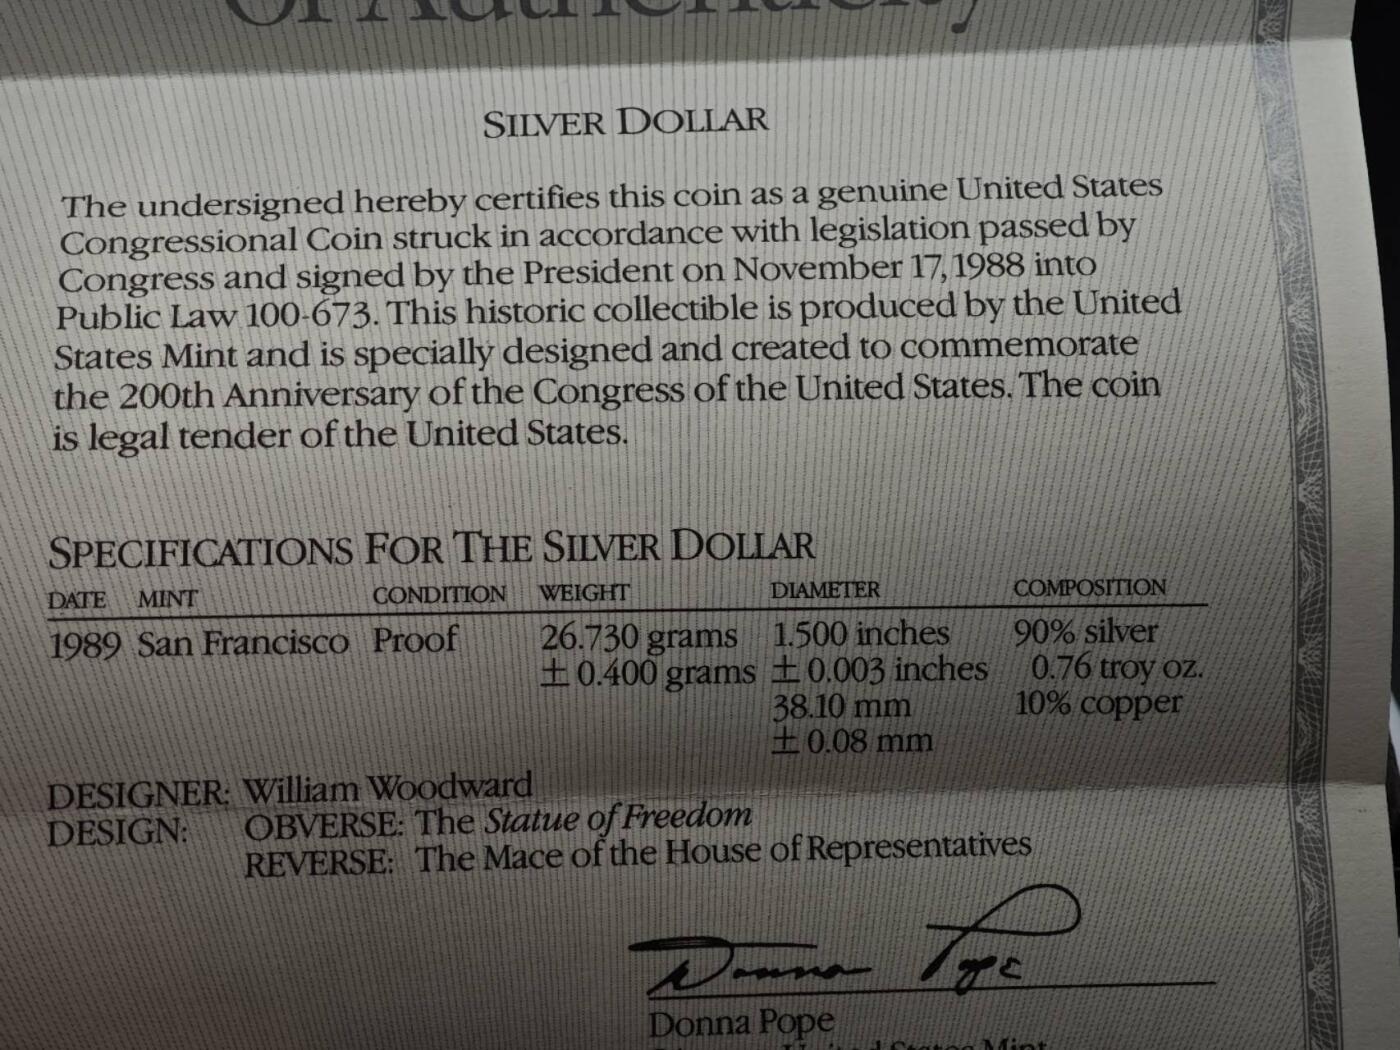 of Authenticity
SILVER DOLLAR
The undersigned hereby certifies this coin as a genuine United States
Congressional Coin struck in accordance with legislation passed by
Congress and signed by the President on November 17, 1988 into
Public Law 100-673. This historic collectible is produced by the United
States Mint and is specially designed and created to commemorate
the 200th Anniversary of the Congress of the United States. The coin
is legal tender of the United States.
SPECIFICATIONS FOR THE SILVER DOLLAR
DATE MINT CONDITION WEIGHT DIAMETER COMPOSITION
1989 San Francisco Proof 26.730 grams 1.500 inches 90% silver
± 0.400 grams ± 0.003 inches 0.76 troy oz.
38.10 mm 10% copper
± 0.08 mm
DESIGNER: William Woodward
DESIGN: OBVERSE: The Statue of Freedom
REVERSE: The Mace of the House of Representatives
Donna Pope
Donna Pope
United States Mint